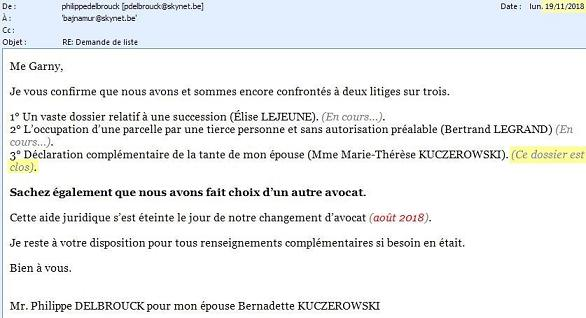 De : philippedelbrouck [pdelbrouck@skynet.be] Date : lun. 19/11/2018
À : 'bajnamur@skynet.be'
Cc :
Objet : RE: Demande de liste
Me Garny,
Je vous confirme que nous avons et sommes encore confrontés à deux litiges sur trois.
1° Un vaste dossier relatif à une succession (Élise LEJEUNE). (En cours...).
2° L'occupation d'une parcelle par une tierce personne et sans autorisation préalable (Bertrand LEGRAND) (En
cours...).
3° Déclaration complémentaire de la tante de mon épouse (Mme Marie-Thérèse KUCZEROWSKI). (Ce dossier est
clos).
Sachez également que nous avons fait choix d'un autre avocat.
Cette aide juridique s'est éteinte le jour de notre changement d'avocat (août 2018).
Je reste à votre disposition pour tous renseignements complémentaires si besoin en était.
Bien à vous.
Mr. Philippe DELBROUCK pour mon épouse Bernadette KUCZEROWSKI